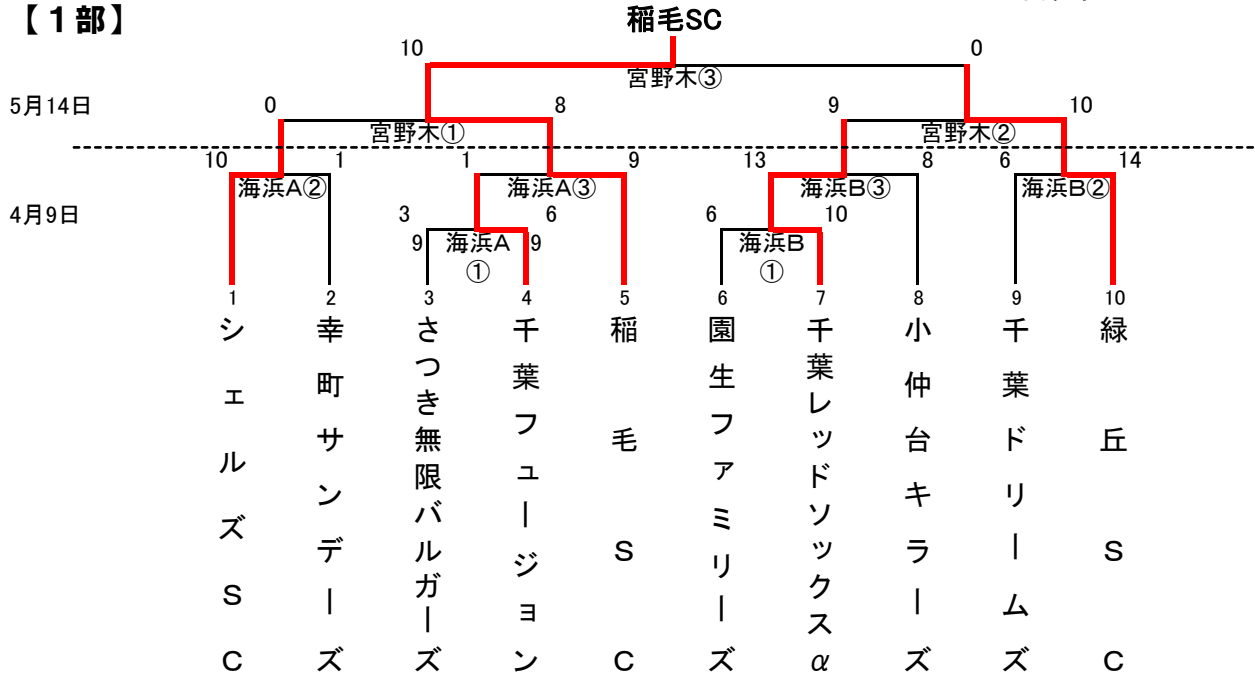 【１部】
稲毛SC
10
0
宮野木③
5月14日
0
8
9
10
宮野木①
宮野木②
10
1
1
9
13
8
6
14
海浜A②
海浜A③
海浜B③
海浜B②
4月9日
3
6
6
10
9
海浜A①
9
海浜B①
1
2
3
4
5
6
7
8
9
10
シェルズSC
幸町サンデーズ
さつき無限バルガーズ
千葉フュージョン
稲毛SC
園生ファミリーズ
千葉レッドソックスα
小仲台キラーズ
千葉ドリームズ
緑丘SC